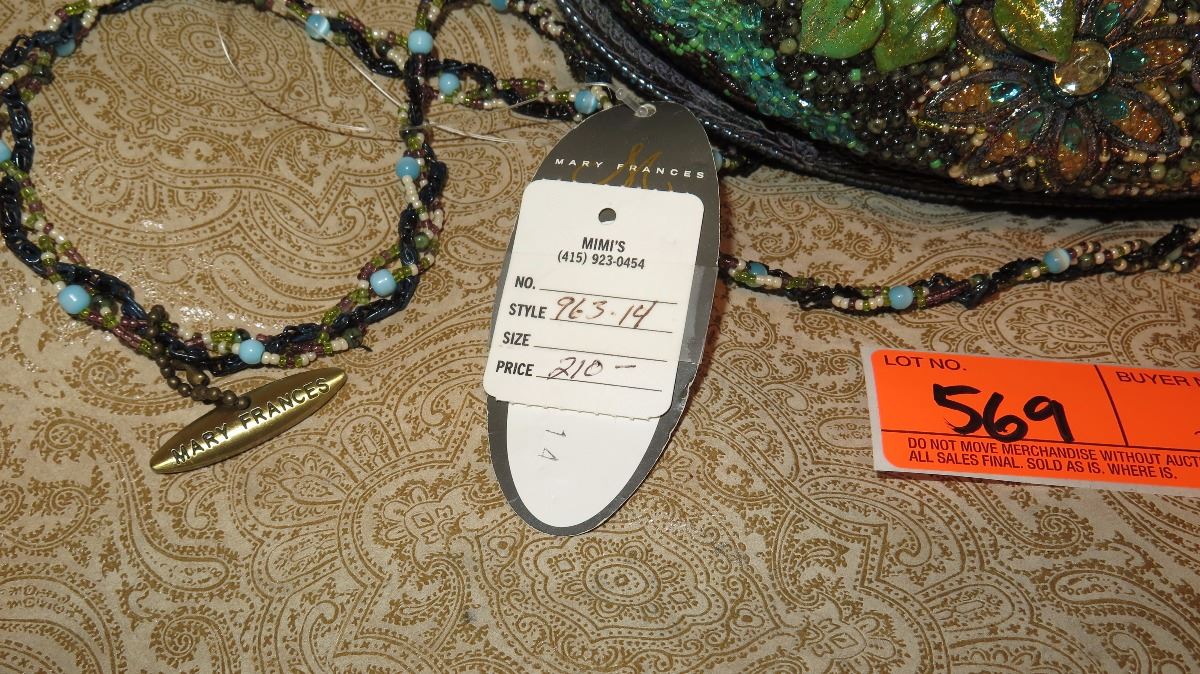 MARY FRANCES
MIMI'S
(415) 923-0454
NO.
STYLE 963-14
SIZE
PRICE 210 -
14
MARY FRANCES
LOT NO.
BUYER
569
DO NOT MOVE MERCHANDISE WITHOUT AUCT
ALL SALES FINAL. SOLD AS IS. WHERE IS.